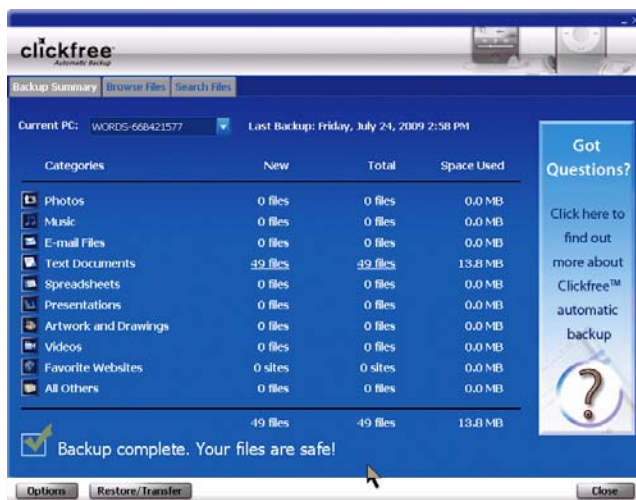 clickfree
Automatic Backup
Backup Summary Browse Files Search Files
Current PC: WORDS-668421577 Last Backup: Friday, July 24, 2009 2:58 PM
Categories New Total Space Used
Photos 0 files 0 files 0.0 MB
Music 0 files 0 files 0.0 MB
E-mail Files 0 files 0 files 0.0 MB
Text Documents 49 files 49 files 13.8 MB
Spreadsheets 0 files 0 files 0.0 MB
Presentations 0 files 0 files 0.0 MB
Artwork and Drawings 0 files 0 files 0.0 MB
Videos 0 files 0 files 0.0 MB
Favorite Websites 0 sites 0 sites 0.0 MB
All Others 0 files 0 files 0.0 MB
49 files 49 files 13.8 MB
Backup complete. Your files are safe!
Got
Questions?
Click here to
find out
more about
Clickfree™
automatic
backup
?
Options Restore/Transfer Close